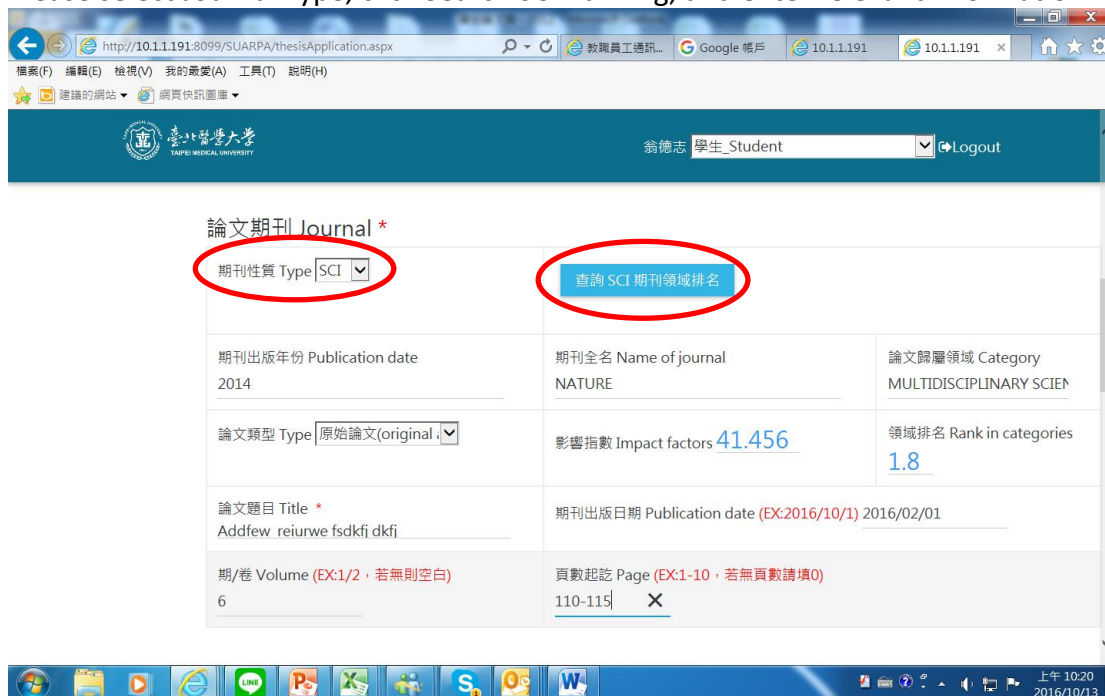 http://10.1.1.191:8099/SUARPA/thesisApplication.aspx
教職員工通訊...
Google 帳戶
10.1.1.191
10.1.1.191
檔案(F) 編輯(E) 檢視(V) 我的最愛(A) 工具(T) 說明(H)
建議的網站 網頁快訊圖庫
臺北醫學大學
TAIPEI MEDICAL UNIVERSITY
翁德志 學生_Student Logout
論文期刊 Journal *
期刊性質 Type SCI
查詢 SCI 期刊領域排名
期刊出版年份 Publication date
2014
期刊全名 Name of journal
NATURE
論文歸屬領域 Category
MULTIDISCIPLINARY SCIEN
論文類型 Type 原始論文(original
影響指數 Impact factors 41.456
領域排名 Rank in categories
1.8
論文題目 Title *
Addfew reiurwe fsdkfj dkfj
期刊出版日期 Publication date (EX:2016/10/1) 2016/02/01
期/卷 Volume (EX:1/2，若無則空白)
6
頁數起訖 Page (EX:1-10，若無頁數請填0)
110-115
LINE
上午 10:20
2016/10/13